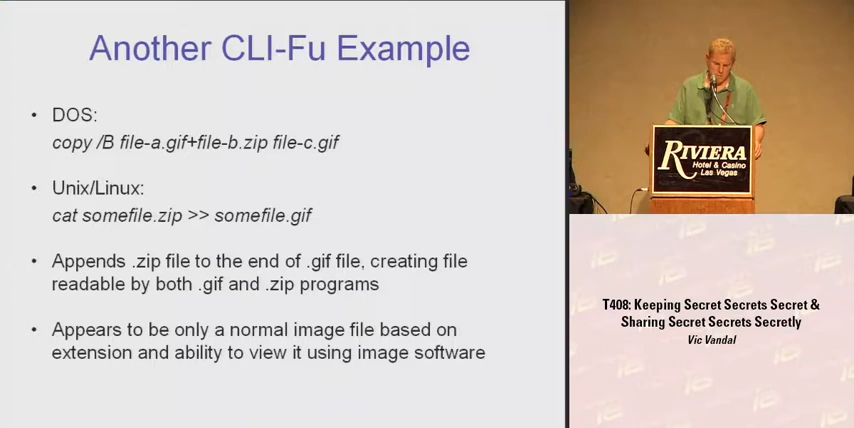 Another CLI-Fu Example
• DOS:
copy /B file-a.gif+file-b.zip file-c.gif
• Unix/Linux:
cat somefile.zip >> somefile.gif
• Appends .zip file to the end of .gif file, creating file
readable by both .gif and .zip programs
• Appears to be only a normal image file based on
extension and ability to view it using image software
RIVIERA
Hotel & Casino
Las Vegas
T408: Keeping Secret Secrets Secret &
Sharing Secret Secrets Secretly
Vic Vandal